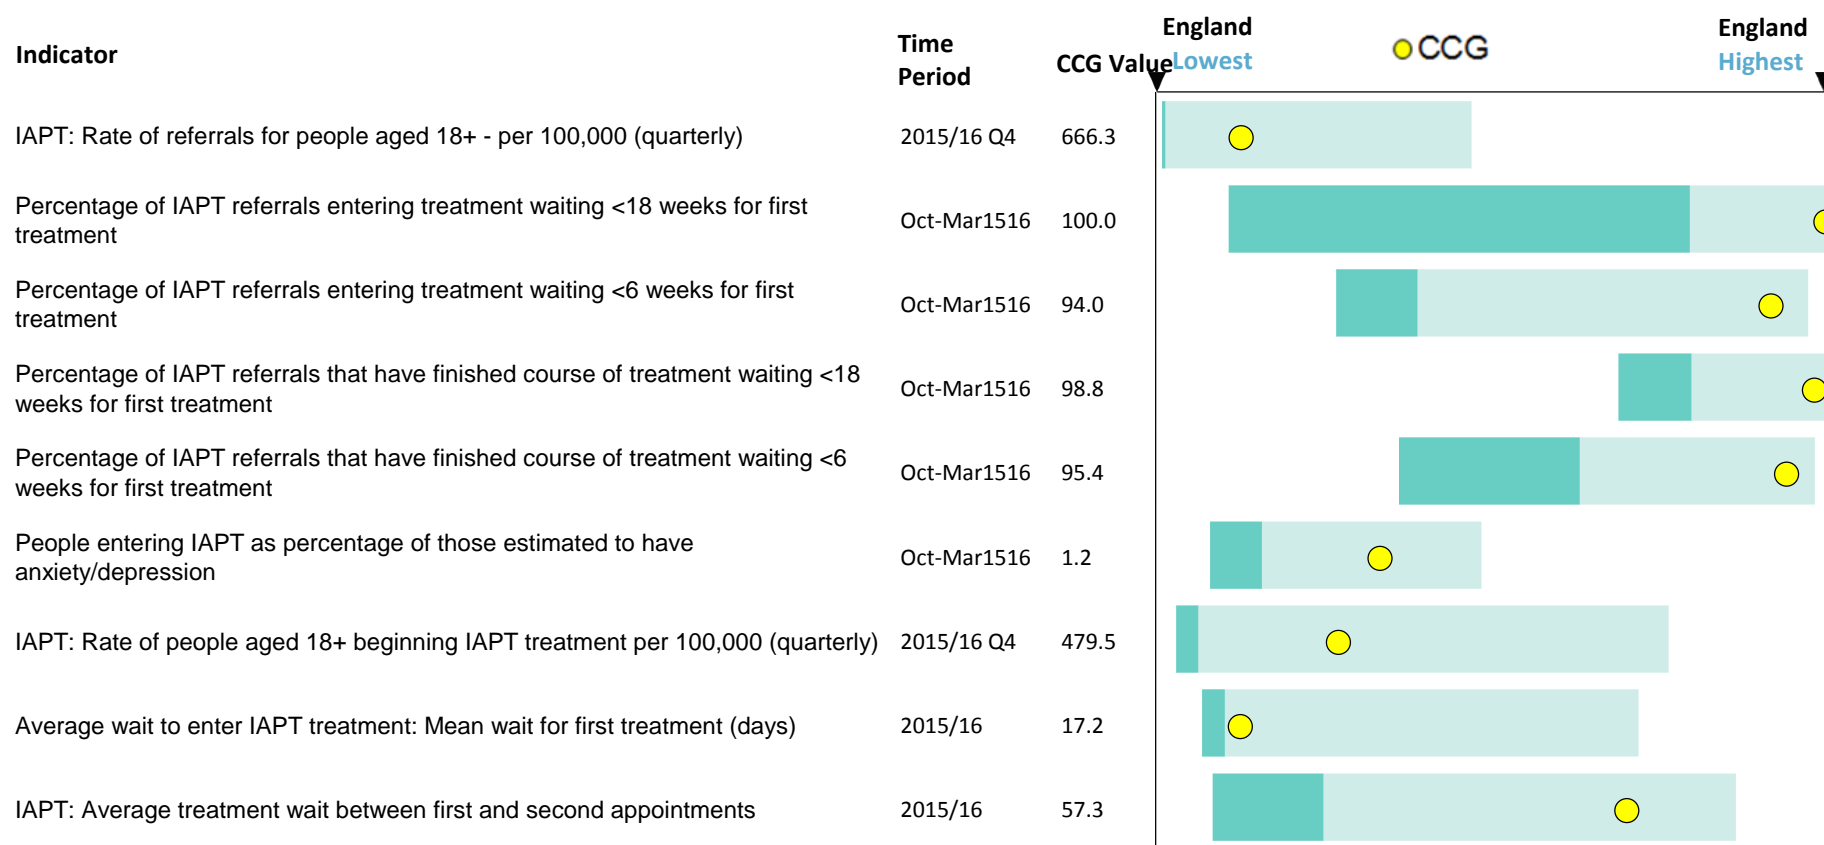 Indicator
Time
Period
CCG Value
England
Lowest
CCG
England
Highest
IAPT: Rate of referrals for people aged 18+ - per 100,000 (quarterly) 2015/16 Q4 666.3
Percentage of IAPT referrals entering treatment waiting <18 weeks for first
treatment
Oct-Mar1516 100.0
Percentage of IAPT referrals entering treatment waiting <6 weeks for first
treatment
Oct-Mar1516 94.0
Percentage of IAPT referrals that have finished course of treatment waiting <18
weeks for first treatment
Oct-Mar1516 98.8
Percentage of IAPT referrals that have finished course of treatment waiting <6
weeks for first treatment
Oct-Mar1516 95.4
People entering IAPT as percentage of those estimated to have
anxiety/depression
Oct-Mar1516 1.2
IAPT: Rate of people aged 18+ beginning IAPT treatment per 100,000 (quarterly) 2015/16 Q4 479.5
Average wait to enter IAPT treatment: Mean wait for first treatment (days) 2015/16 17.2
IAPT: Average treatment wait between first and second appointments 2015/16 57.3